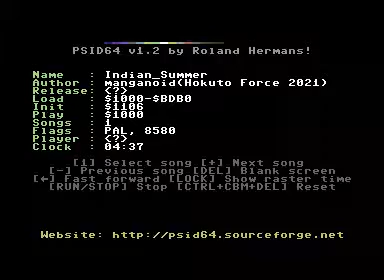 PSID64 v1.2 by Roland Hermans!
Name : Indian_Summer
Author : manganoid(Hokuto Force 2021)
Release: <?>
Load : $1000-$BDB0
Init : $1106
Play : $1000
Songs : 1
Flags : PAL, 8580
Player : <?>
Clock : 04:37
[1] Select song [+] Next song
[-] Previous song [DEL] Blank screen
[←] Fast forward [LOCK] Show raster time
[RUN/STOP] Stop [CTRL+CBM+DEL] Reset
Website: http://psid64.sourceforge.net